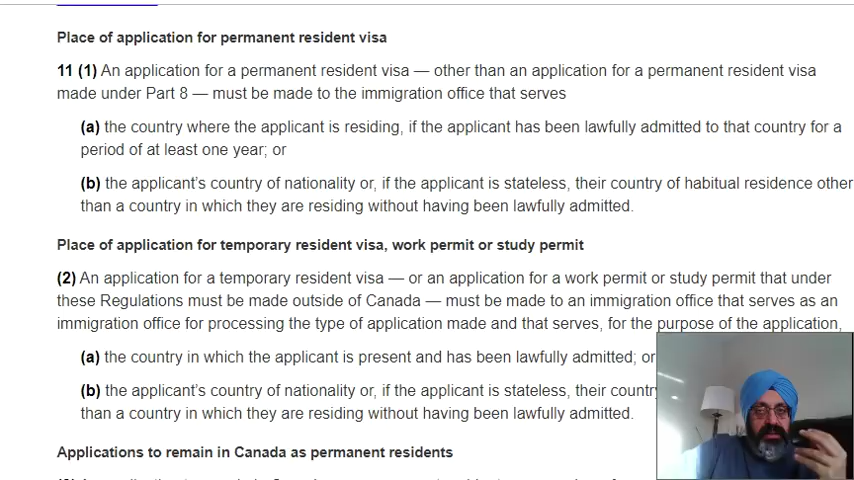 Place of application for permanent resident visa
11 (1) An application for a permanent resident visa — other than an application for a permanent resident visa
made under Part 8 — must be made to the immigration office that serves
(a) the country where the applicant is residing, if the applicant has been lawfully admitted to that country for a
period of at least one year; or
(b) the applicant's country of nationality or, if the applicant is stateless, their country of habitual residence other
than a country in which they are residing without having been lawfully admitted.
Place of application for temporary resident visa, work permit or study permit
(2) An application for a temporary resident visa — or an application for a work permit or study permit that under
these Regulations must be made outside of Canada — must be made to an immigration office that serves as an
immigration office for processing the type of application made and that serves, for the purpose of the application,
(a) the country in which the applicant is present and has been lawfully admitted; or
(b) the applicant's country of nationality or, if the applicant is stateless, their
than a country in which they are residing without having been lawfully admitted.
Applications to remain in Canada as permanent residents